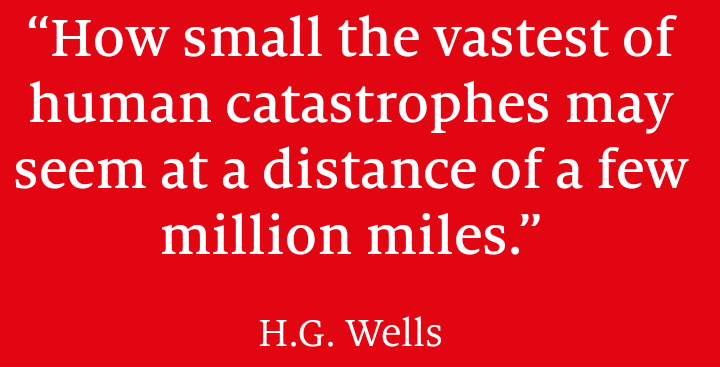 “How small the vastest of
human catastrophes may
seem at a distance of a few
million miles.”
H.G. Wells